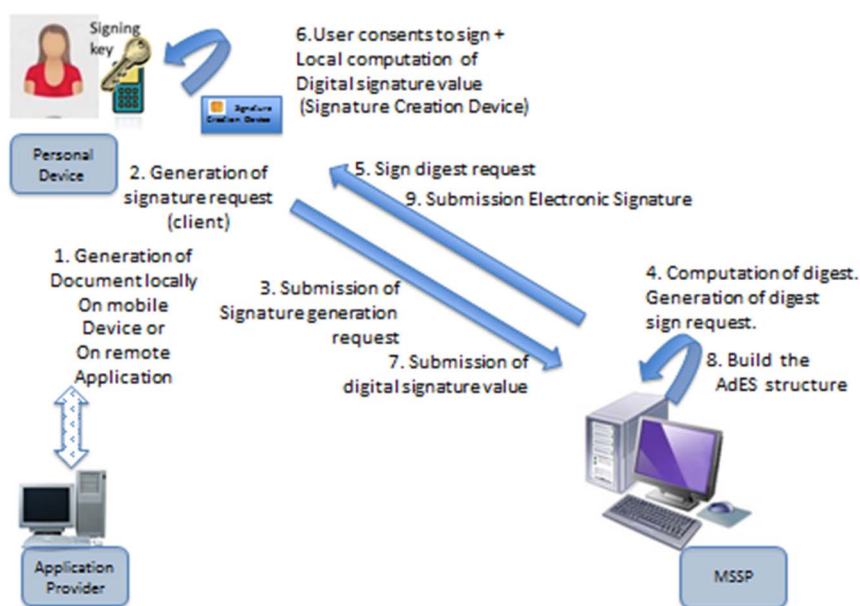 Signing
key
6.User consents to sign +
Local computation of
Digital signature value
(Signature Creation Device)
Signature
Creation Device
Personal
Device
2. Generation of
signature request
(client)
5. Sign digest request
9. Submission Electronic Signature
1. Generation of
Document locally
On mobile
Device or
On remote
Application
3. Submission of
Signature generation
request
4. Computation of digest.
Generation of digest
sign request.
7. Submission of
digital signature value
8. Build the
AdES structure
Application
Provider
MSSP